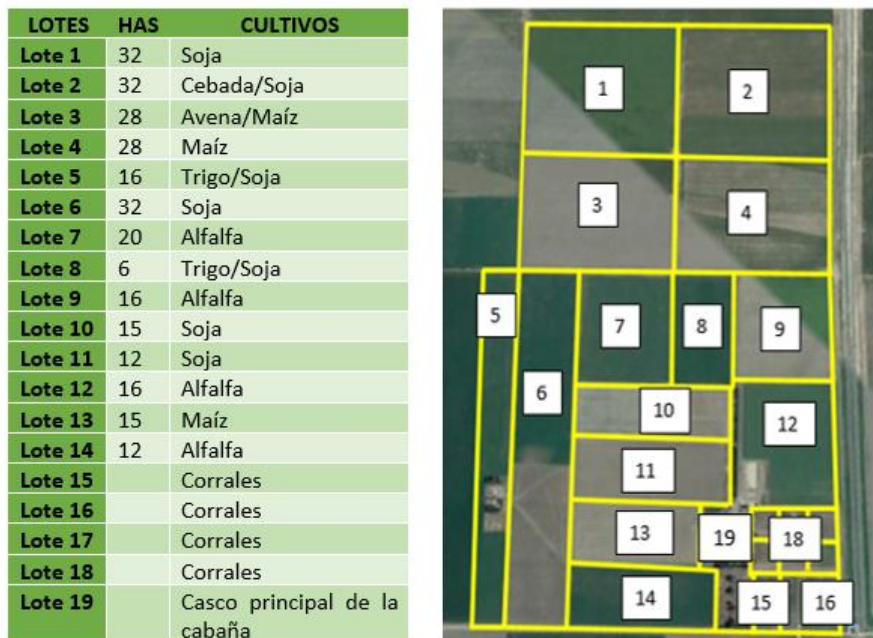 LOTES HAS CULTIVOS
Lote 1 32 Soja
Lote 2 32 Cebada/Soja
Lote 3 28 Avena/Maíz
Lote 4 28 Maíz
Lote 5 16 Trigo/Soja
Lote 6 32 Soja
Lote 7 20 Alfalfa
Lote 8 6 Trigo/Soja
Lote 9 16 Alfalfa
Lote 10 15 Soja
Lote 11 12 Soja
Lote 12 16 Alfalfa
Lote 13 15 Maíz
Lote 14 12 Alfalfa
Lote 15 Corrales
Lote 16 Corrales
Lote 17 Corrales
Lote 18 Corrales
Lote 19 Casco principal de la
cabaña
1 2
3 4
5 7 8 9
6 10 12
11
13 19 18
14 15 16